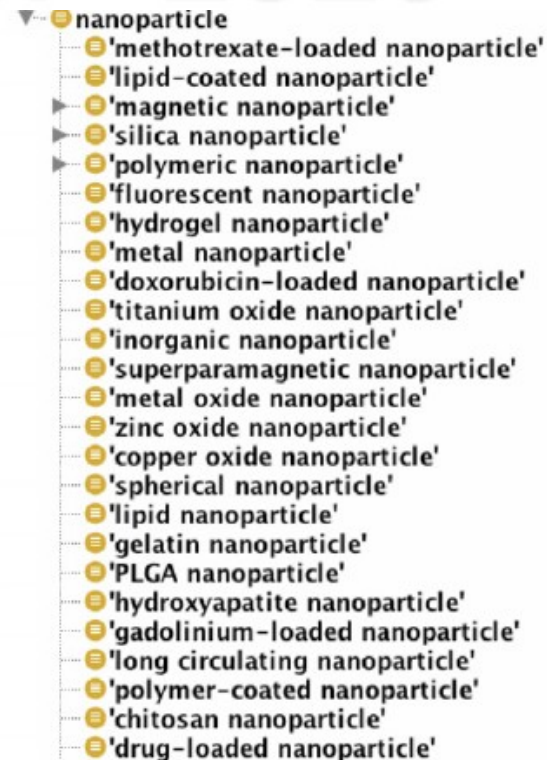 nanoparticle
'methotrexate-loaded nanoparticle'
'lipid-coated nanoparticle'
'magnetic nanoparticle'
'silica nanoparticle'
'polymeric nanoparticle'
'fluorescent nanoparticle'
'hydrogel nanoparticle'
'metal nanoparticle'
'doxorubicin-loaded nanoparticle'
'titanium oxide nanoparticle'
'inorganic nanoparticle'
'superparamagnetic nanoparticle'
'metal oxide nanoparticle'
'zinc oxide nanoparticle'
'copper oxide nanoparticle'
'spherical nanoparticle'
'lipid nanoparticle'
'gelatin nanoparticle'
'PLGA nanoparticle'
'hydroxyapatite nanoparticle'
'gadolinium-loaded nanoparticle'
'long circulating nanoparticle'
'polymer-coated nanoparticle'
'chitosan nanoparticle'
'drug-loaded nanoparticle'